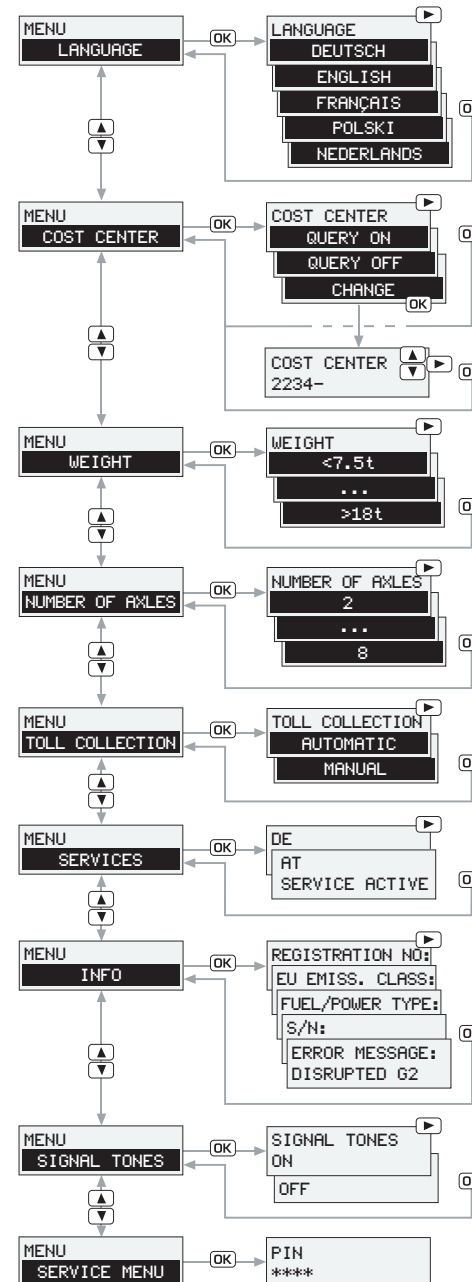 MENU
LANGUAGE
OK
LANGUAGE
DEUTSCH
ENGLISH
FRANÇAIS
POLSKI
NEDERLANDS
MENU
COST CENTER
OK
COST CENTER
QUERY ON
QUERY OFF
CHANGE
OK
COST CENTER
2234-
MENU
WEIGHT
OK
WEIGHT
<7.5t
...
>18t
MENU
NUMBER OF AXLES
OK
NUMBER OF AXLES
2
...
8
MENU
TOLL COLLECTION
OK
TOLL COLLECTION
AUTOMATIC
MANUAL
MENU
SERVICES
OK
DE
AT
SERVICE ACTIVE
MENU
INFO
OK
REGISTRATION NO:
EU EMISS. CLASS:
FUEL/POWER TYPE:
S/N:
ERROR MESSAGE:
DISRUPTED G2
MENU
SIGNAL TONES
OK
SIGNAL TONES
ON
OFF
MENU
SERVICE MENU
OK
PIN
****